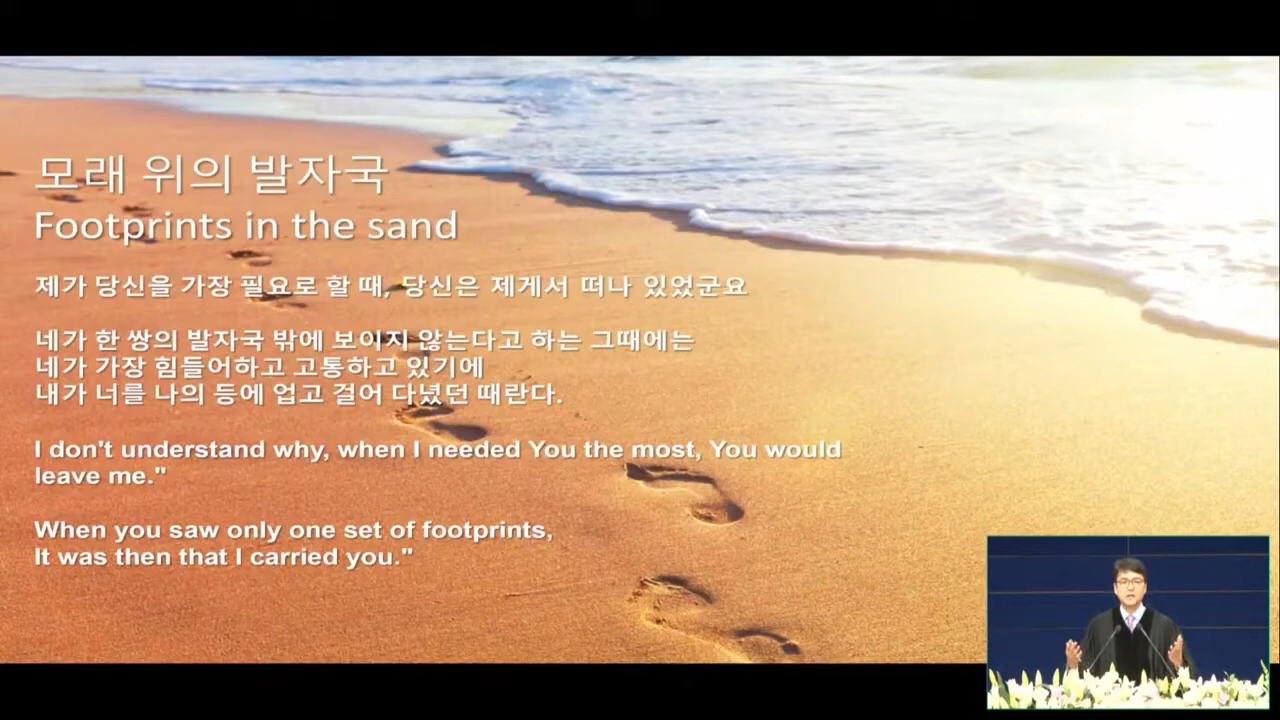 모래 위의 발자국
Footprints in the sand
제가 당신을 가장 필요로 할 때, 당신은 제게서 떠나 있었군요
네가 한 쌍의 발자국 밖에 보이지 않는다고 하는 그때에는
네가 가장 힘들어하고 고통하고 있기에
내가 너를 나의 등에 업고 걸어 다녔던 때란다.
I don't understand why, when I needed You the most, You would
leave me."
When you saw only one set of footprints,
It was then that I carried you."